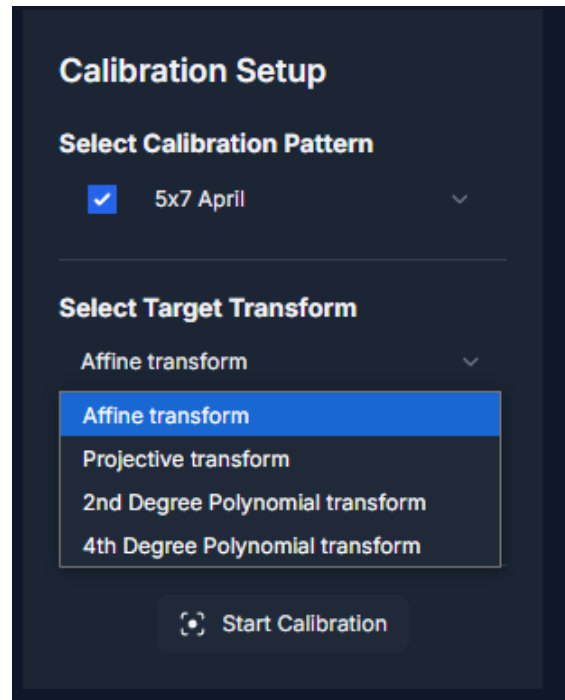 Calibration Setup
Select Calibration Pattern
5x7 April
Select Target Transform
Affine transform
Affine transform
Projective transform
2nd Degree Polynomial transform
4th Degree Polynomial transform
Start Calibration